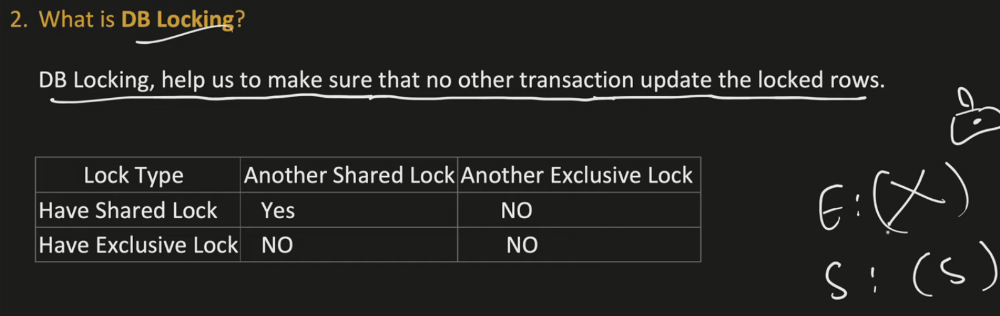 2. What is DB Locking?
DB Locking, help us to make sure that no other transaction update the locked rows.
Lock Type Another Shared Lock Another Exclusive Lock
Have Shared Lock Yes NO
Have Exclusive Lock NO NO
E: (X)
S: (S)